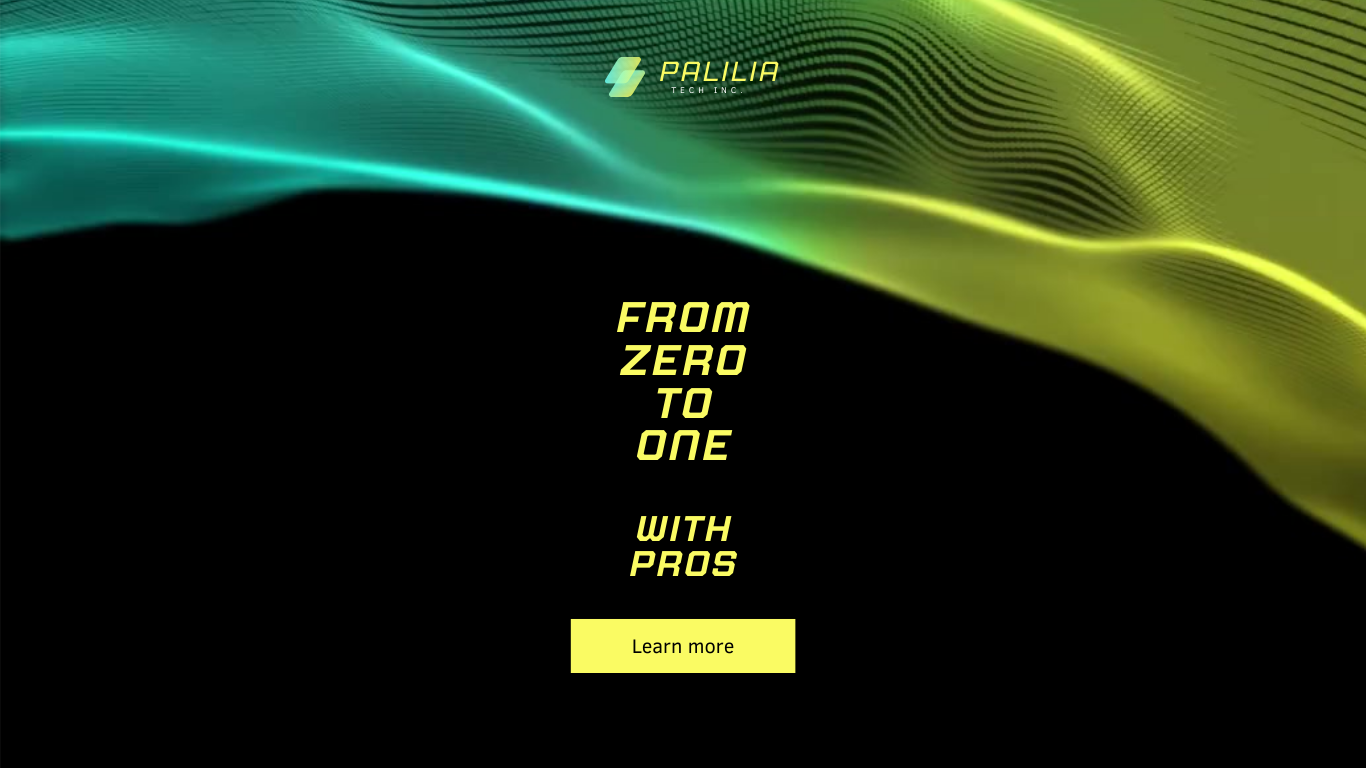 PALILIA
TECH INC.
FROM
ZERO
TO
ONE
WITH
PROS
Learn more